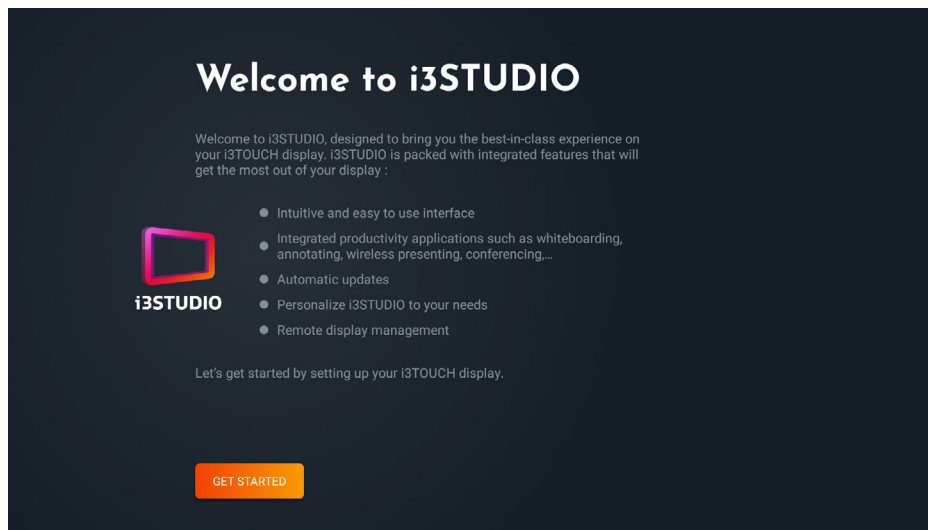 Welcome to i3STUDIO
Welcome to i3STUDIO, designed to bring you the best-in-class experience on
your i3TOUCH display. i3STUDIO is packed with integrated features that will
get the most out of your display :
Intuitive and easy to use interface
Integrated productivity applications such as whiteboarding,
annotating, wireless presenting, conferencing,...
Automatic updates
i3STUDIO
Personalize i3STUDIO to your needs
Remote display management
Let's get started by setting up your i3TOUCH display.
GET STARTED